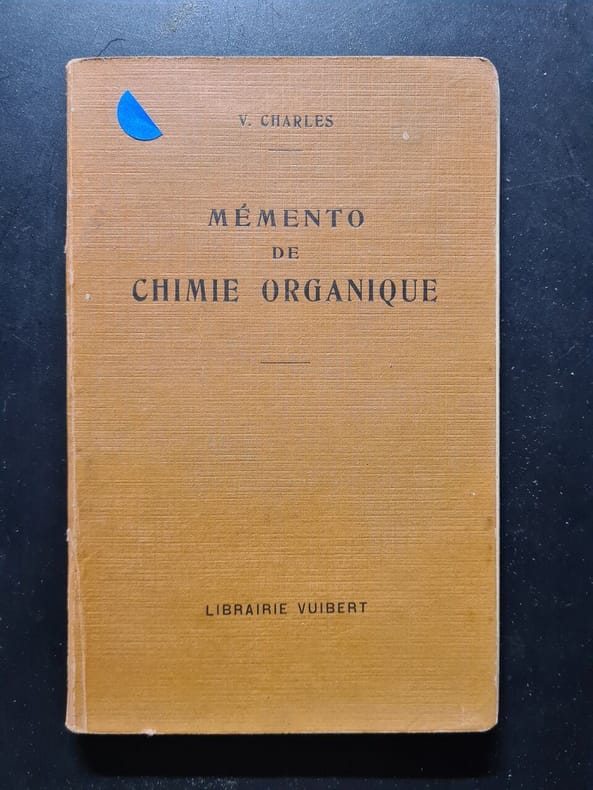 V. CHARLES
MÉMENTO
DE
CHIMIE ORGANIQUE
LIBRAIRIE VUIBERT